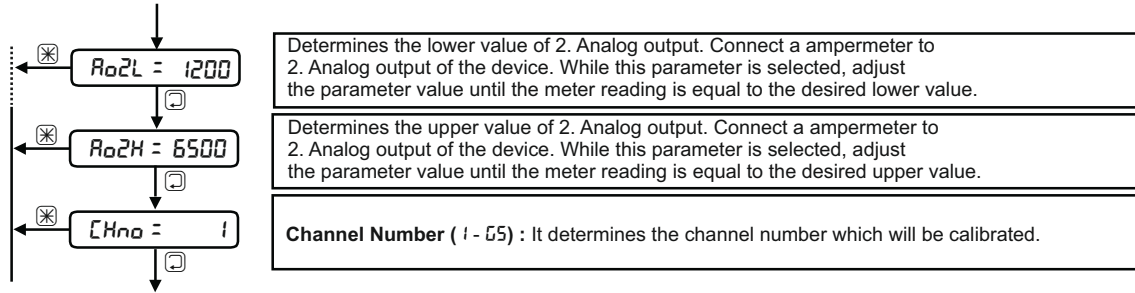 Ao2L = 1200
Determines the lower value of 2. Analog output. Connect a ampermeter to
2. Analog output of the device. While this parameter is selected, adjust
the parameter value until the meter reading is equal to the desired lower value.
Ao2H = 6500
Determines the upper value of 2. Analog output. Connect a ampermeter to
2. Analog output of the device. While this parameter is selected, adjust
the parameter value until the meter reading is equal to the desired upper value.
CHno = 1
Channel Number ( 1 - G5) : It determines the channel number which will be calibrated.